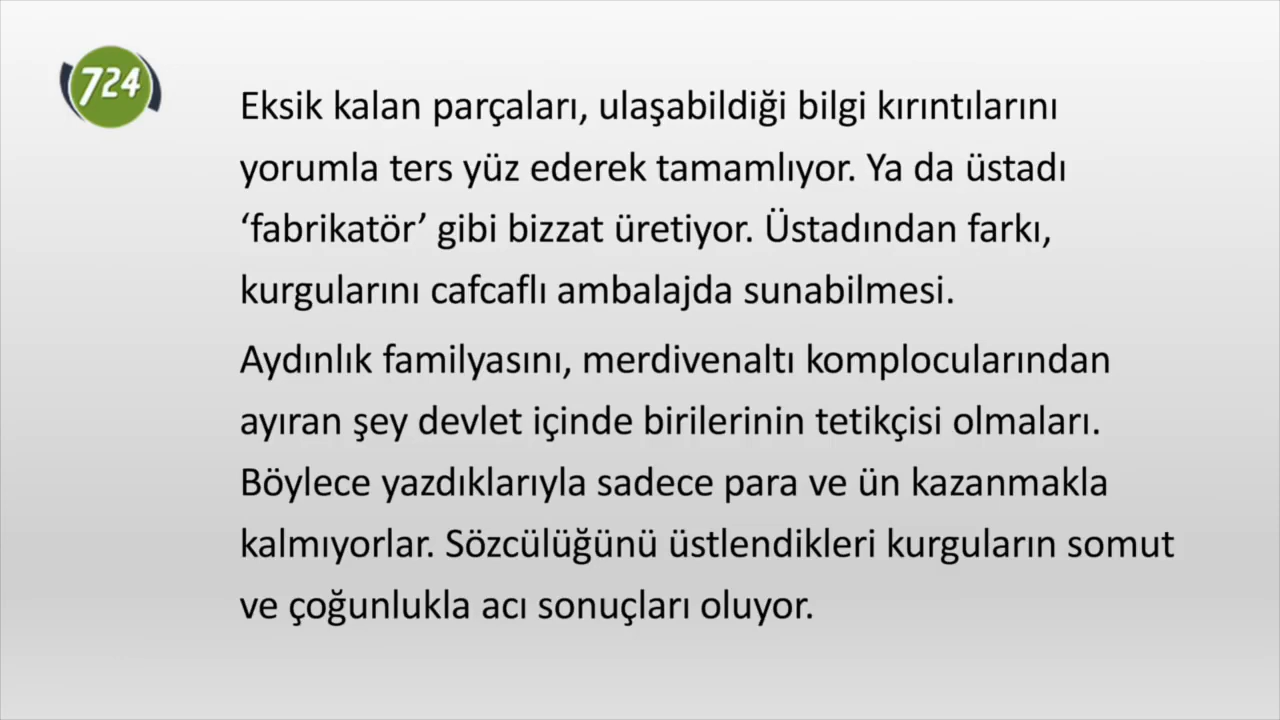 724
Eksik kalan parçaları, ulaşabildiği bilgi kırıntılarını
yorumla ters yüz ederek tamamlıyor. Ya da üstadı
‘fabrikatör’ gibi bizzat üretiyor. Üstadından farkı,
kurgularını cafcaflı ambalajda sunabilmesi.
Aydınlık familyasını, merdivenaltı komplocularından
ayıran şey devlet içinde birilerinin tetikçisi olmaları.
Böylece yazdıklarıyla sadece para ve ün kazanmakla
kalmıyorlar. Sözcülüğünü üstlendikleri kurguların somut
ve çoğunlukla acı sonuçları oluyor.